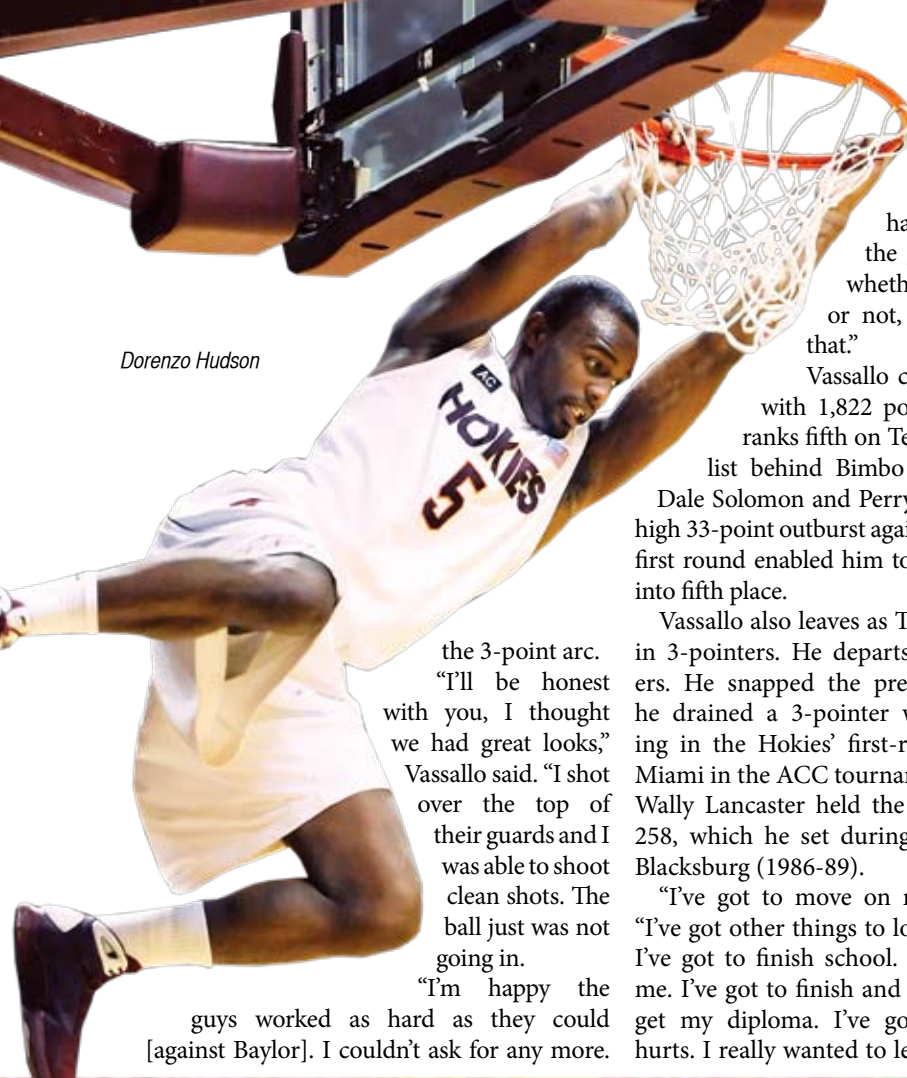 Dorenzo Hudson
AC
HOKIES
5
the 3-point arc.
“I’ll be honest
with you, I thought
we had great looks,”
Vassallo said. “I shot
over the top of
their guards and I
was able to shoot
clean shots. The
ball just was not
going in.
“I’m happy the
guys worked as hard as they could
[against Baylor]. I couldn’t ask for any more.
ha
the
wheth
or not,
that.”
Vassallo c
with 1,822 po
ranks fifth on Te
list behind Bimbo
Dale Solomon and Perry
high 33-point outburst agai
first round enabled him to
into fifth place.
Vassallo also leaves as T
in 3-pointers. He departs
ers. He snapped the pre
he drained a 3-pointer w
ing in the Hokies’ first-r
Miami in the ACC tournar
Wally Lancaster held the
258, which he set during
Blacksburg (1986-89).
“I’ve got to move on n
“I’ve got other things to lo
I’ve got to finish school.
me. I’ve got to finish and
get my diploma. I’ve go
hurts. I really wanted to le